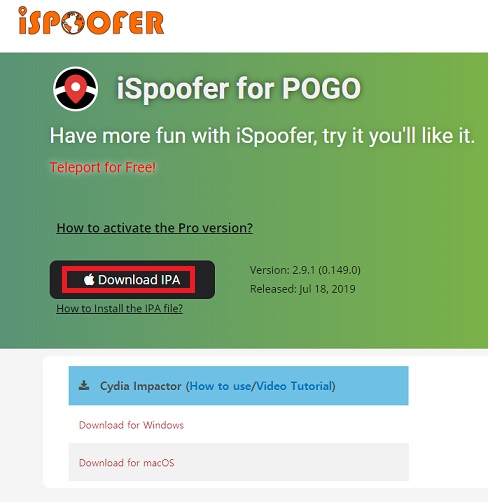 iSPOOFER
iSpoofer for POGO
Have more fun with iSpoofer, try it you'll like it.
Teleport for Free!
How to activate the Pro version?
Download IPA
Version: 2.9.1 (0.149.0)
Released: Jul 18, 2019
How to Install the IPA file?
Cydia Impactor (How to use/Video Tutorial)
Download for Windows
Download for macOS